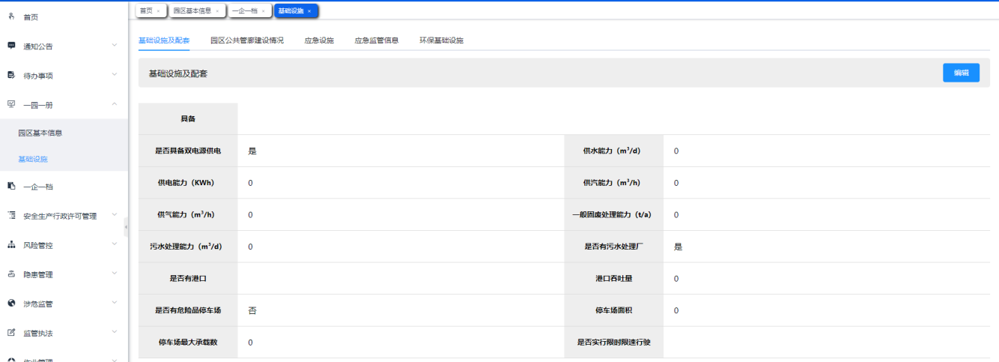 首页
通知公告
待办事项
一园一册
园区基本信息
基础设施
一企一档
安全生产行政许可管理
风险管控
隐患管理
涉危监管
监管执法
作业管理
首页 × 园区基本信息 × 一企一档 × 基础设施 ×
基础设施及配套 园区公共管廊建设情况 应急设施 应急监管信息 环保基础设施
基础设施及配套 编辑
具备
是否具备双电源供电 是 供水能力（m³/d） 0
供电能力（KWh） 0 供汽能力（m³/h） 0
供气能力（m³/h） 0 一般固废处理能力（t/a） 0
污水处理能力（m³/d） 0 是否有污水处理厂 是
是否有港口 港口吞吐量 0
是否有危险品停车场 否 停车场面积 0
停车场最大承载数 0 是否实行限时限速行驶